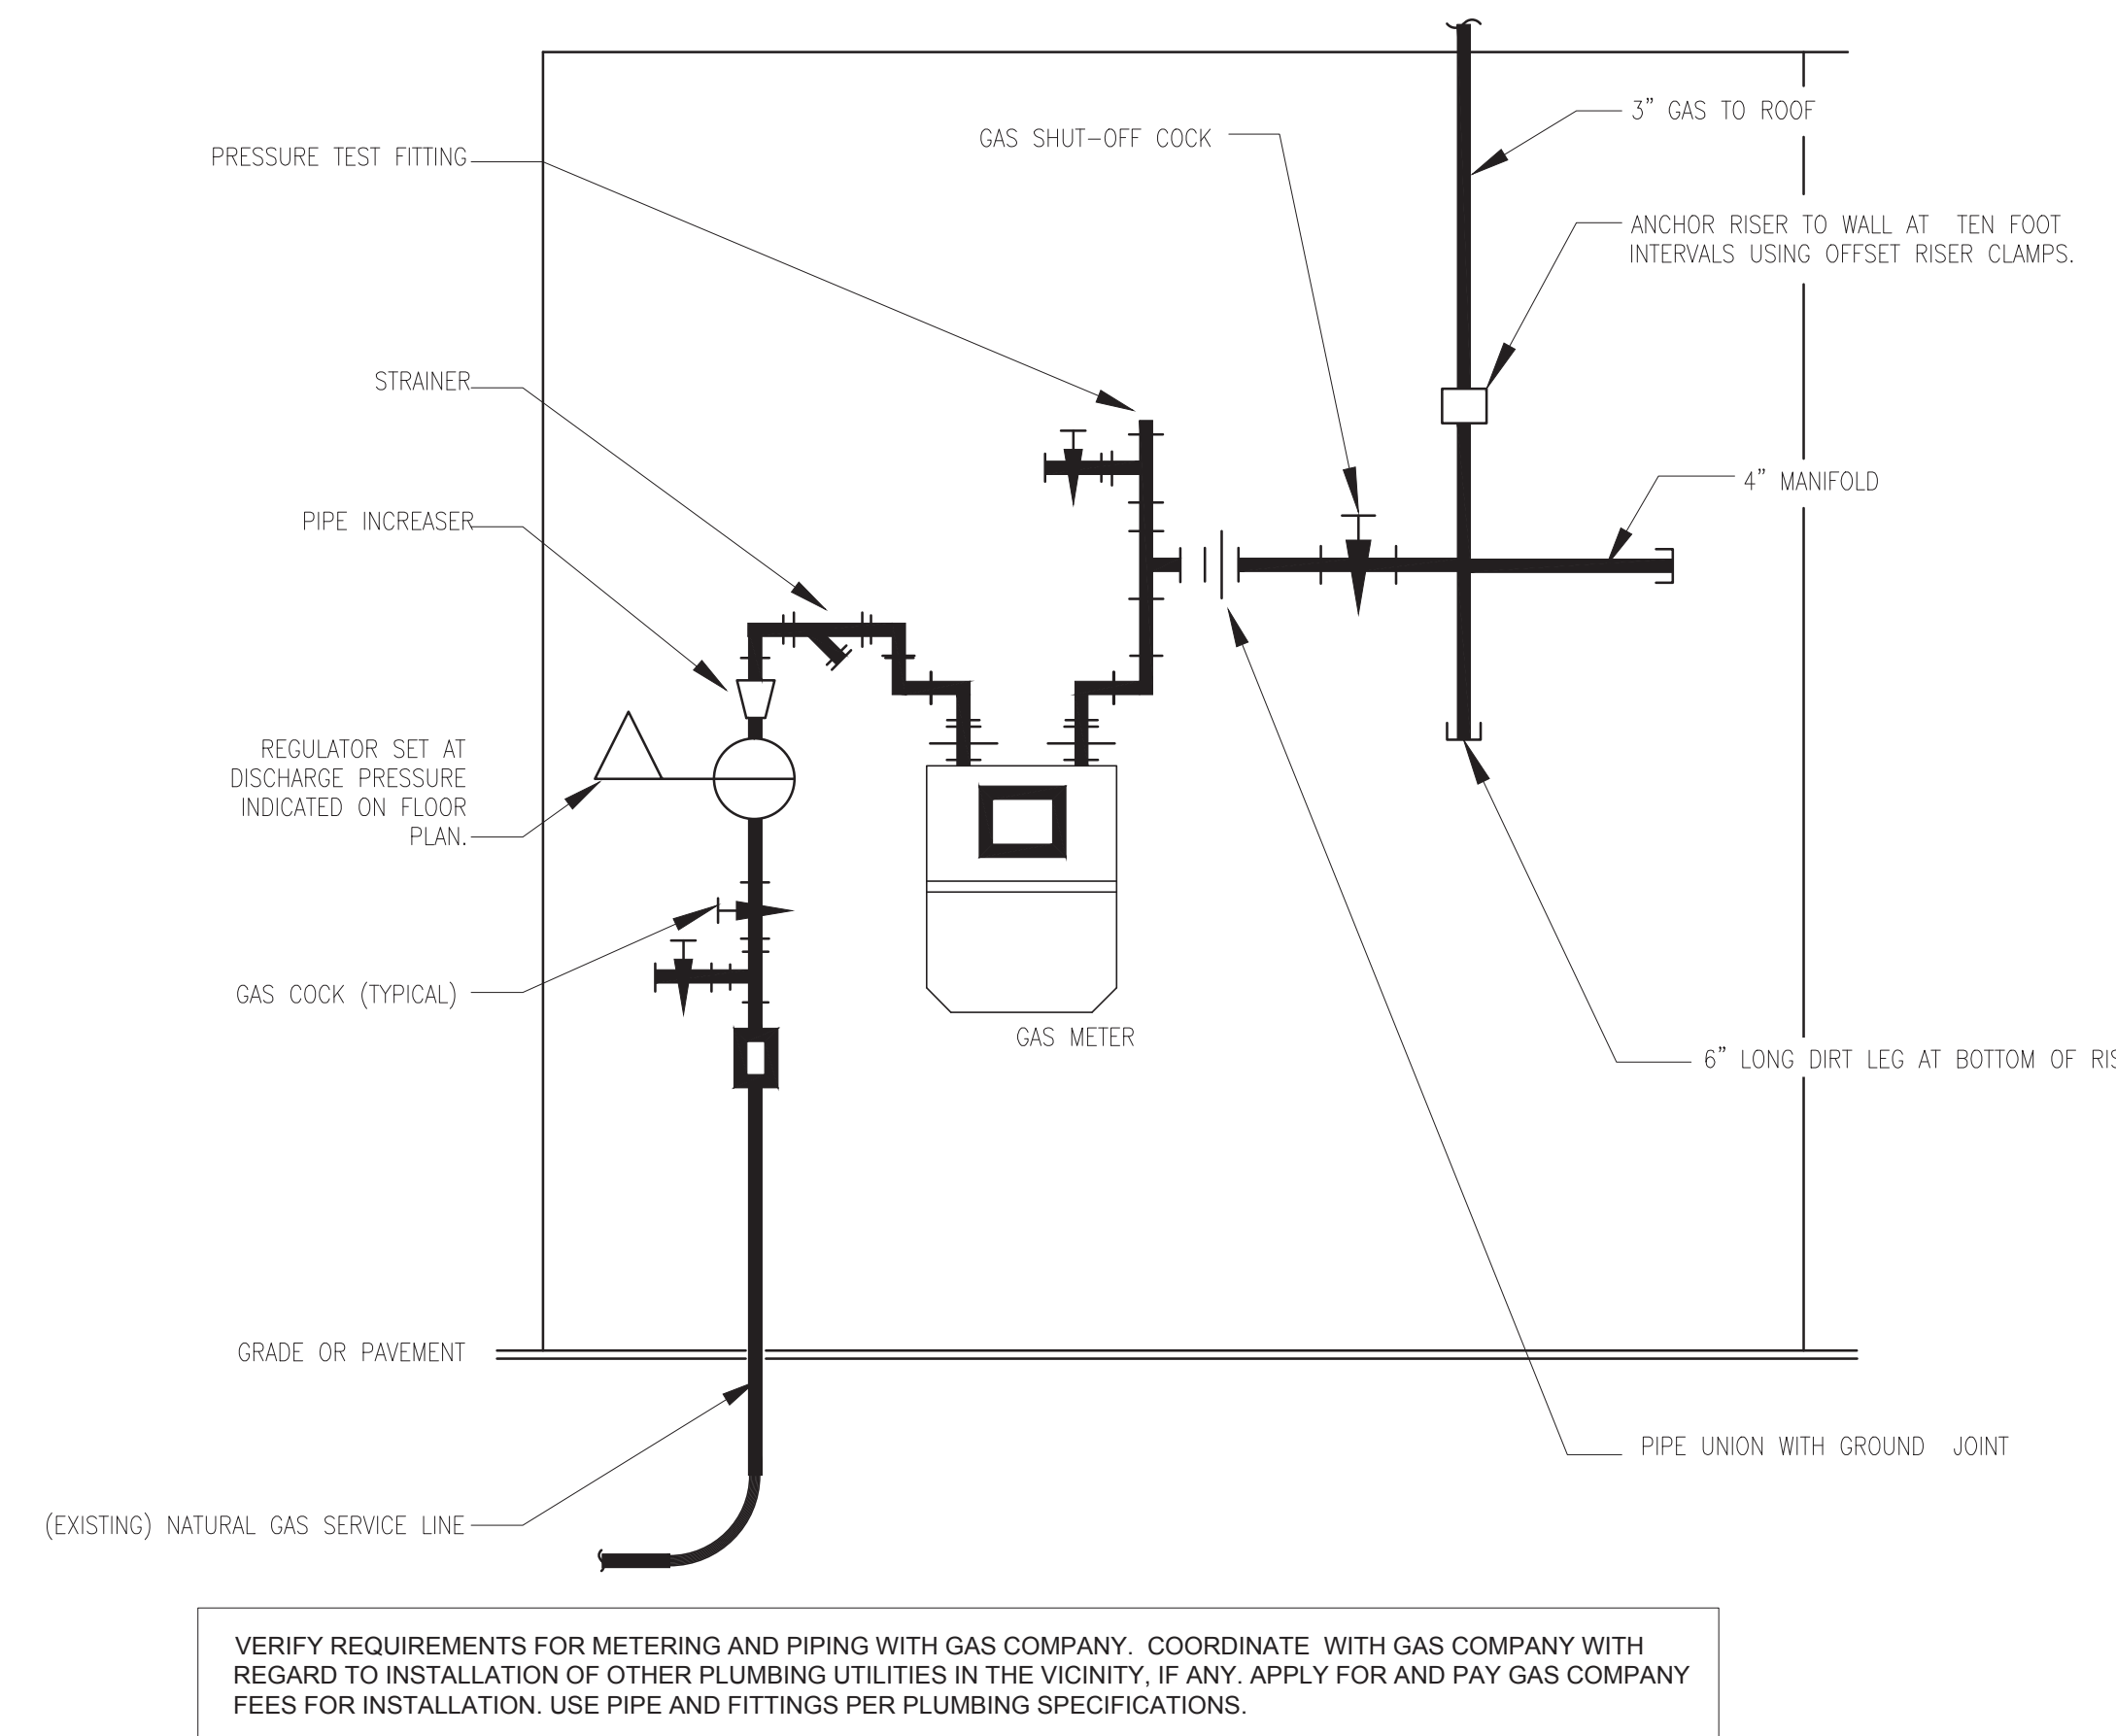 3" GAS TO ROOF
GAS SHUT-OFF COCK
PRESSURE TEST FITTING
ANCHOR RISER TO WALL AT TEN FOOT
INTERVALS USING OFFSET RISER CLAMPS.
STRAINER
4" MANIFOLD
PIPE INCREASER
REGULATOR SET AT
DISCHARGE PRESSURE
INDICATED ON FLOOR
PLAN.
GAS COCK (TYPICAL)
GAS METER
6" LONG DIRT LEG AT BOTTOM OF
GRADE OR PAVEMENT
PIPE UNION WITH GROUND JOINT
(EXISTING) NATURAL GAS SERVICE LINE
VERIFY REQUIREMENTS FOR METERING AND PIPING WITH GAS COMPANY. COORDINATE WITH GAS COMPANY WITH
REGARD TO INSTALLATION OF OTHER PLUMBING UTILITIES IN THE VICINITY, IF ANY. APPLY FOR AND PAY GAS COMPANY
FEES FOR INSTALLATION. USE PIPE AND FITTINGS PER PLUMBING SPECIFICATIONS.